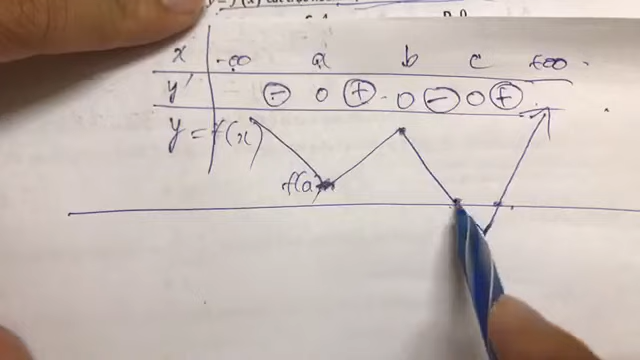 x -∞ a b c +∞
y' - 0 + 0 - 0 +
y = f(x)
f(a)